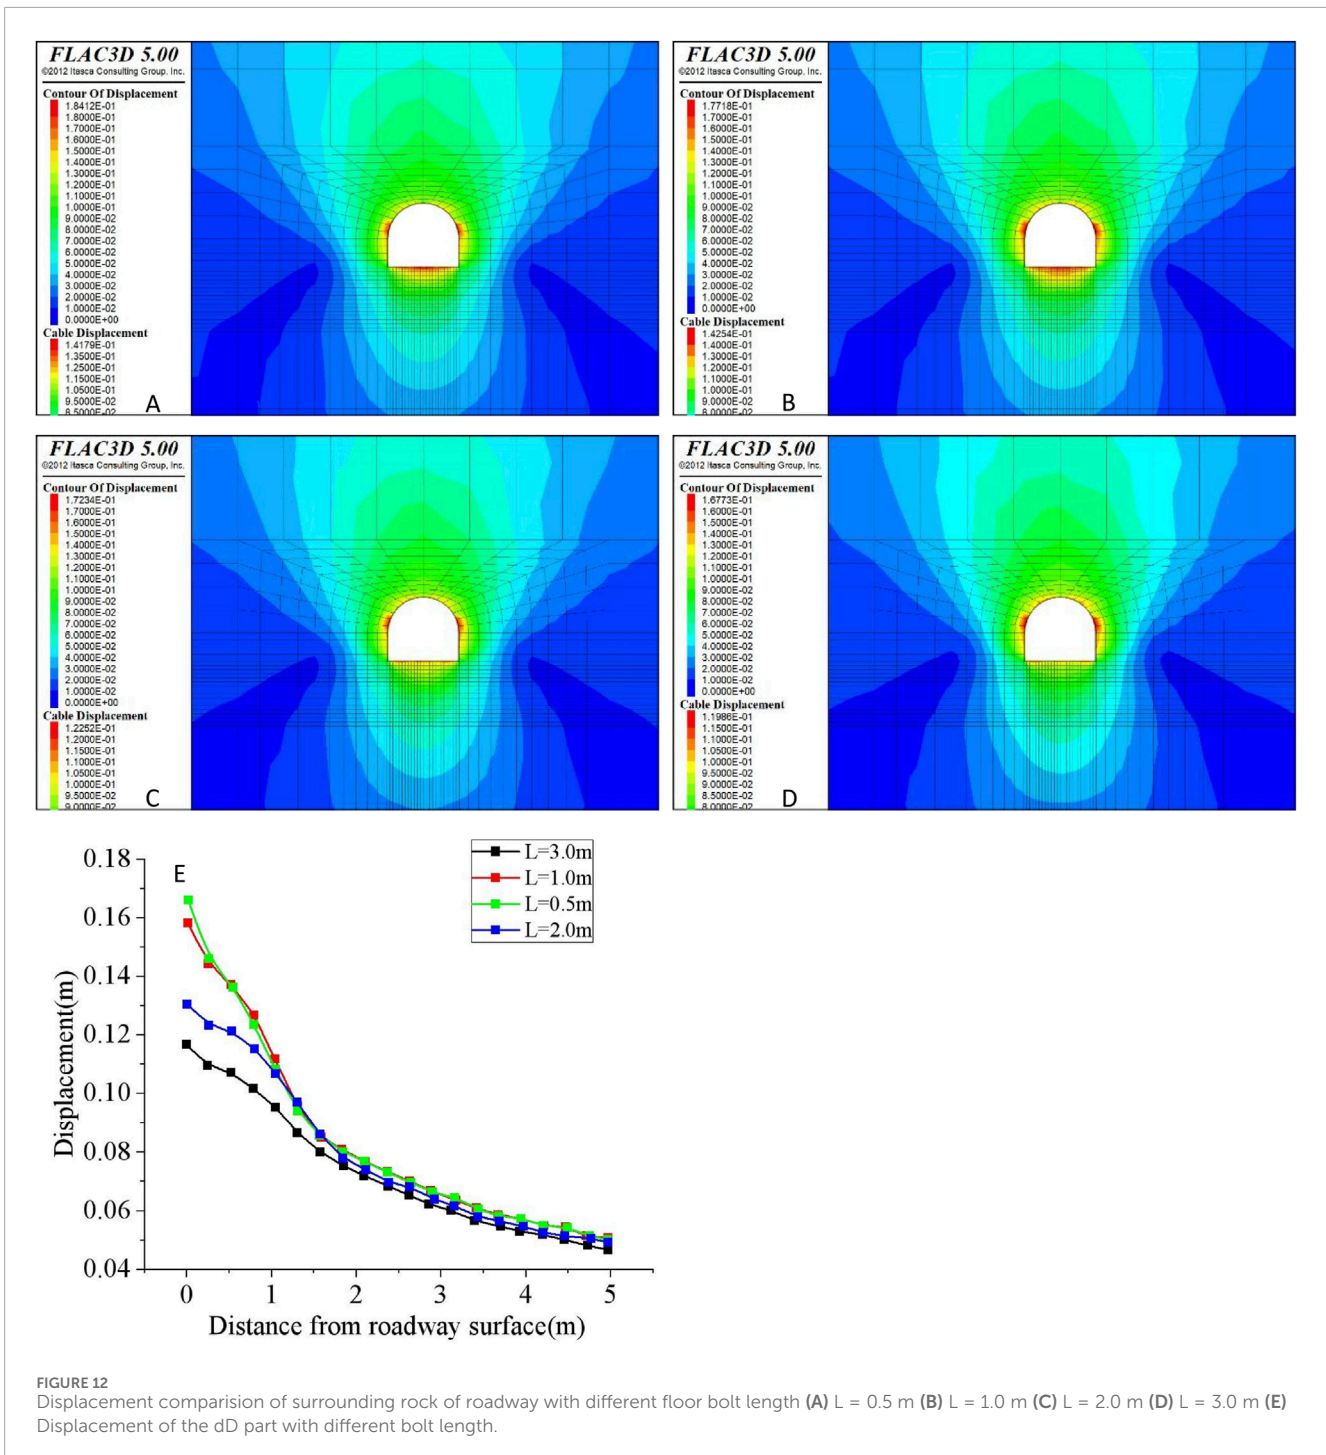 FLAC3D 5.00
©2012 Itasca Consulting Group, Inc.
Contour Of Displacement
1.8412E-01
1.8000E-01
1.7000E-01
1.6000E-01
1.5000E-01
1.4000E-01
1.3000E-01
1.2000E-01
1.1000E-01
1.0000E-01
9.0000E-02
8.0000E-02
7.0000E-02
6.0000E-02
5.0000E-02
4.0000E-02
3.0000E-02
2.0000E-02
1.0000E-02
0.0000E+00
Cable Displacement
1.4179E-01
1.3500E-01
1.2500E-01
1.1500E-01
1.0500E-01
9.5000E-02
8.5000E-02
A
FLAC3D 5.00
©2012 Itasca Consulting Group, Inc.
Contour Of Displacement
1.7718E-01
1.7000E-01
1.6000E-01
1.5000E-01
1.4000E-01
1.3000E-01
1.2000E-01
1.1000E-01
1.0000E-01
9.0000E-02
8.0000E-02
7.0000E-02
6.0000E-02
5.0000E-02
4.0000E-02
3.0000E-02
2.0000E-02
1.0000E-02
0.0000E+00
Cable Displacement
1.4254E-01
1.4000E-01
1.3000E-01
1.2000E-01
1.1000E-01
1.0000E-01
9.0000E-02
8.0000E-02
B
FLAC3D 5.00
©2012 Itasca Consulting Group, Inc.
Contour Of Displacement
1.7234E-01
1.7000E-01
1.6000E-01
1.5000E-01
1.4000E-01
1.3000E-01
1.2000E-01
1.1000E-01
1.0000E-01
9.0000E-02
8.0000E-02
7.0000E-02
6.0000E-02
5.0000E-02
4.0000E-02
3.0000E-02
2.0000E-02
1.0000E-02
0.0000E+00
Cable Displacement
1.2252E-01
1.2000E-01
1.1500E-01
1.1000E-01
1.0500E-01
1.0000E-01
9.5000E-02
9.0000E-02
C
FLAC3D 5.00
©2012 Itasca Consulting Group, Inc.
Contour Of Displacement
1.6773E-01
1.6000E-01
1.5000E-01
1.4000E-01
1.3000E-01
1.2000E-01
1.1000E-01
1.0000E-01
9.0000E-02
8.0000E-02
7.0000E-02
6.0000E-02
5.0000E-02
4.0000E-02
3.0000E-02
2.0000E-02
1.0000E-02
0.0000E+00
Cable Displacement
1.1986E-01
1.1500E-01
1.1000E-01
1.0500E-01
1.0000E-01
9.5000E-02
9.0000E-02
8.5000E-02
8.0000E-02
D
E
L=3.0m
L=1.0m
L=0.5m
L=2.0m
0.18
0.16
0.14
0.12
0.10
0.08
0.06
0.04
Displacement(m)
0 1 2 3 4 5
Distance from roadway surface(m)
FIGURE 12
Displacement comparision of surrounding rock of roadway with different floor bolt length (A) L = 0.5 m (B) L = 1.0 m (C) L = 2.0 m (D) L = 3.0 m (E)
Displacement of the dD part with different bolt length.